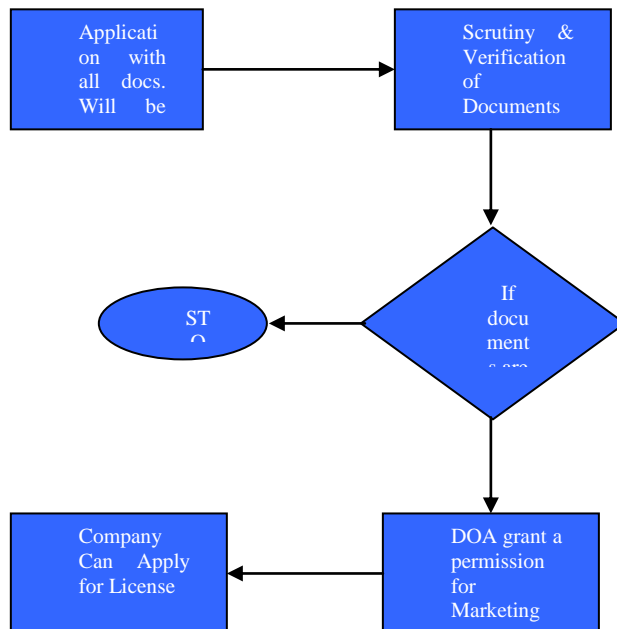 Applicati
on with
all docs.
Will be
Scrutiny &
Verification
of
Documents
If
docu
ment
s are
ST
O
DOA grant a
permission
for
Marketing
Company
Can Apply
for License